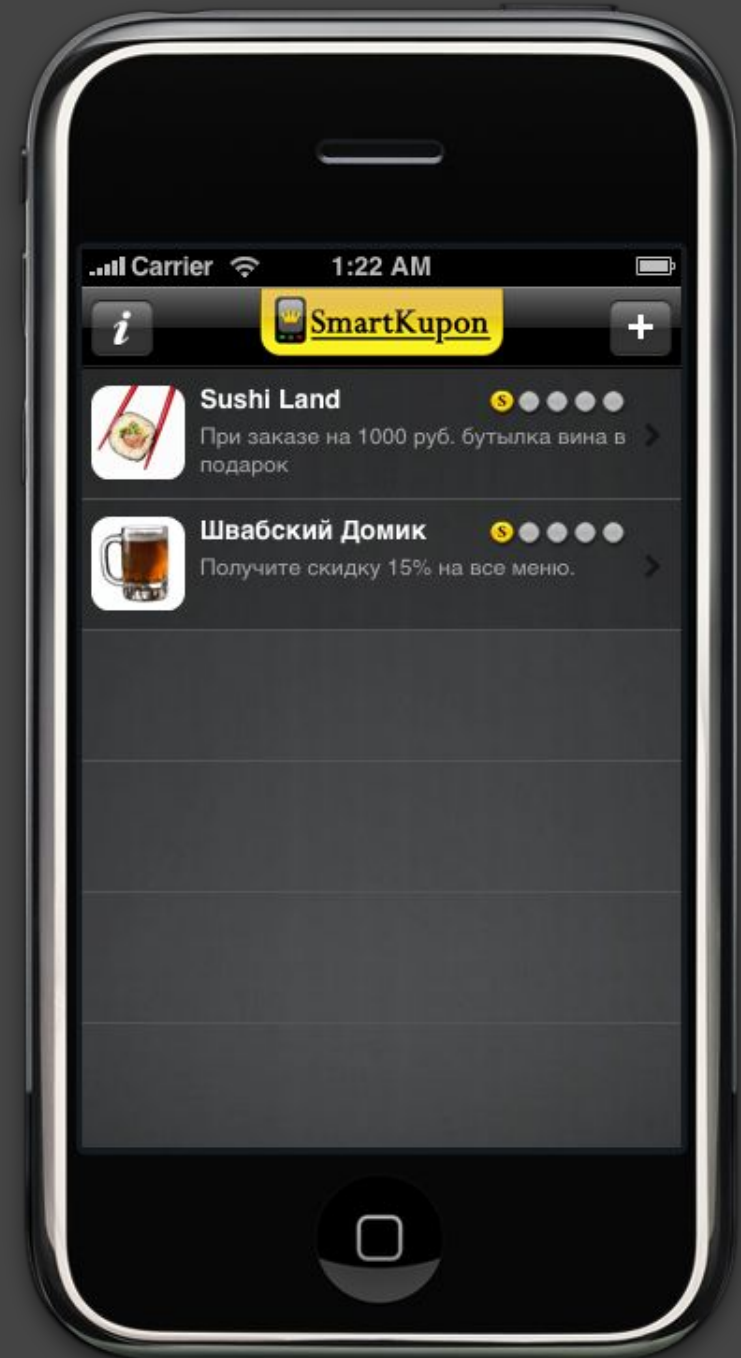 Carrier 1:22 AM
i SmartKupon +
Sushi Land S
При заказе на 1000 руб. бутылка вина в
подарок
Швабский Домик S
Получите скидку 15% на все меню.